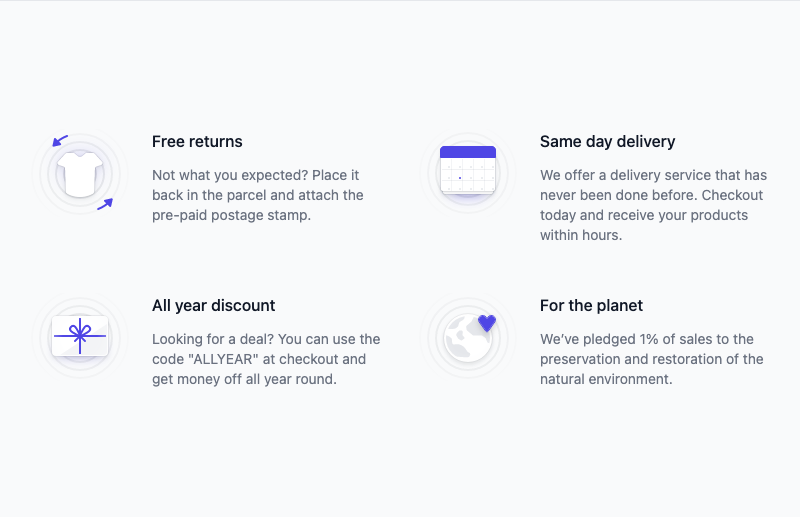 Free returns
Not what you expected? Place it
back in the parcel and attach the
pre-paid postage stamp.
Same day delivery
We offer a delivery service that has
never been done before. Checkout
today and receive your products
within hours.
All year discount
Looking for a deal? You can use the
code "ALLYEAR" at checkout and
get money off all year round.
For the planet
We’ve pledged 1% of sales to the
preservation and restoration of the
natural environment.